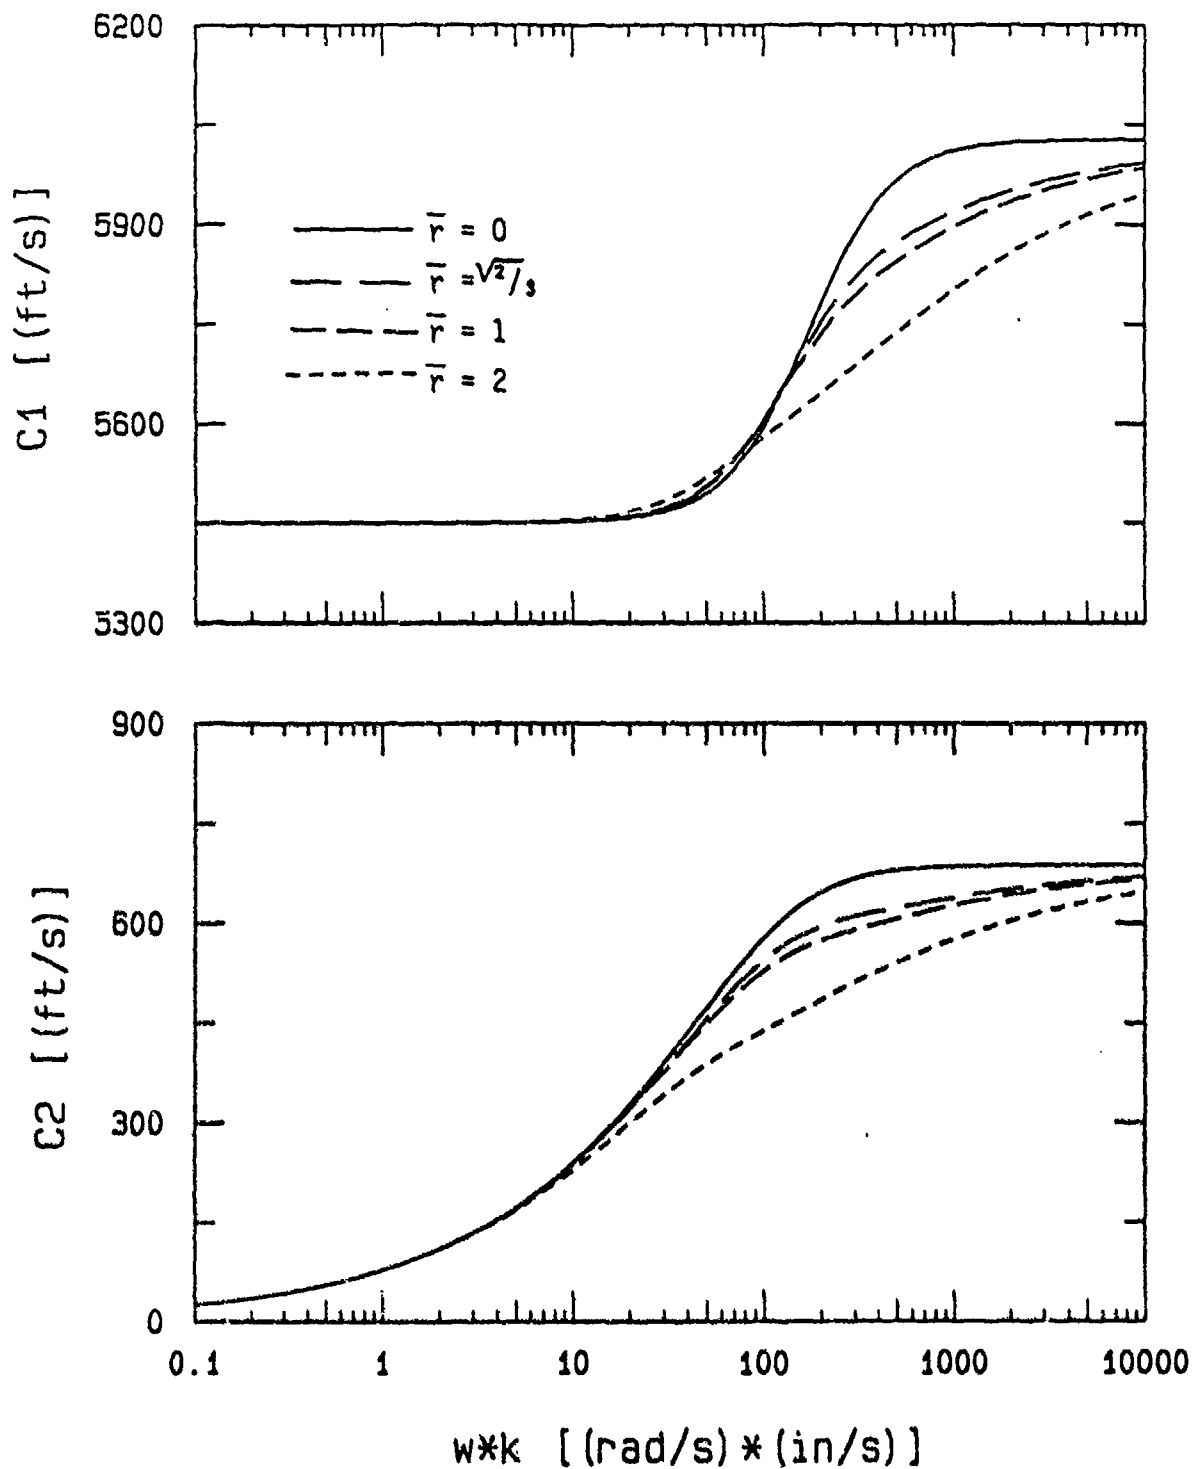 6200
5900
5600
5300
C1 [(ft/s)]
r̅ = 0
r̅ = √2/3
r̅ = 1
r̅ = 2
900
600
300
0
C2 [(ft/s)]
0.1 1 10 100 1000 10000
w*k [(rad/s)*(in/s)]